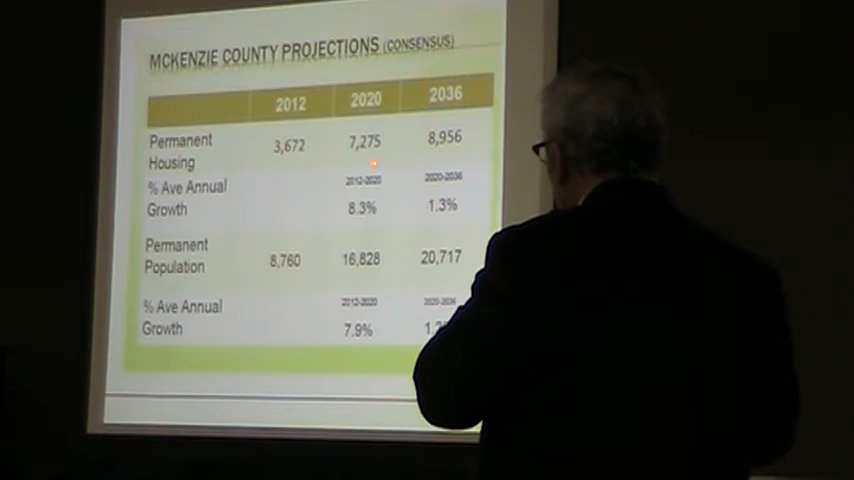 MCKENZIE COUNTY PROJECTIONS (CONSENSUS)
2012 2020 2036
Permanent Housing 3,672 7,275 8,956
2012-2020 2020-2036
% Ave Annual Growth 8.3% 1.3%
Permanent Population 8,760 16,828 20,717
2012-2020 2020-2036
% Ave Annual Growth 7.9%